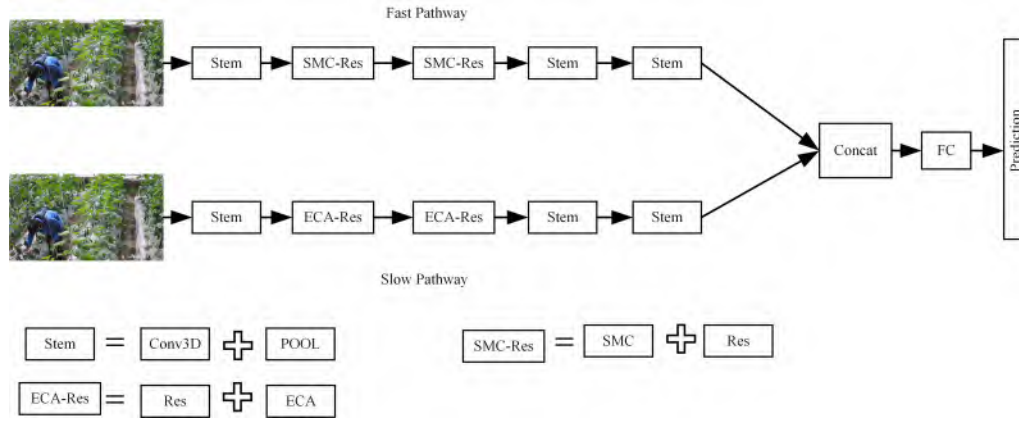 Fast Pathway
Stem SMC-Res SMC-Res Stem Stem
Concat FC Prediction
Stem ECA-Res ECA-Res Stem Stem
Slow Pathway
Stem = Conv3D + POOL
SMC-Res = SMC + Res
ECA-Res = Res + ECA